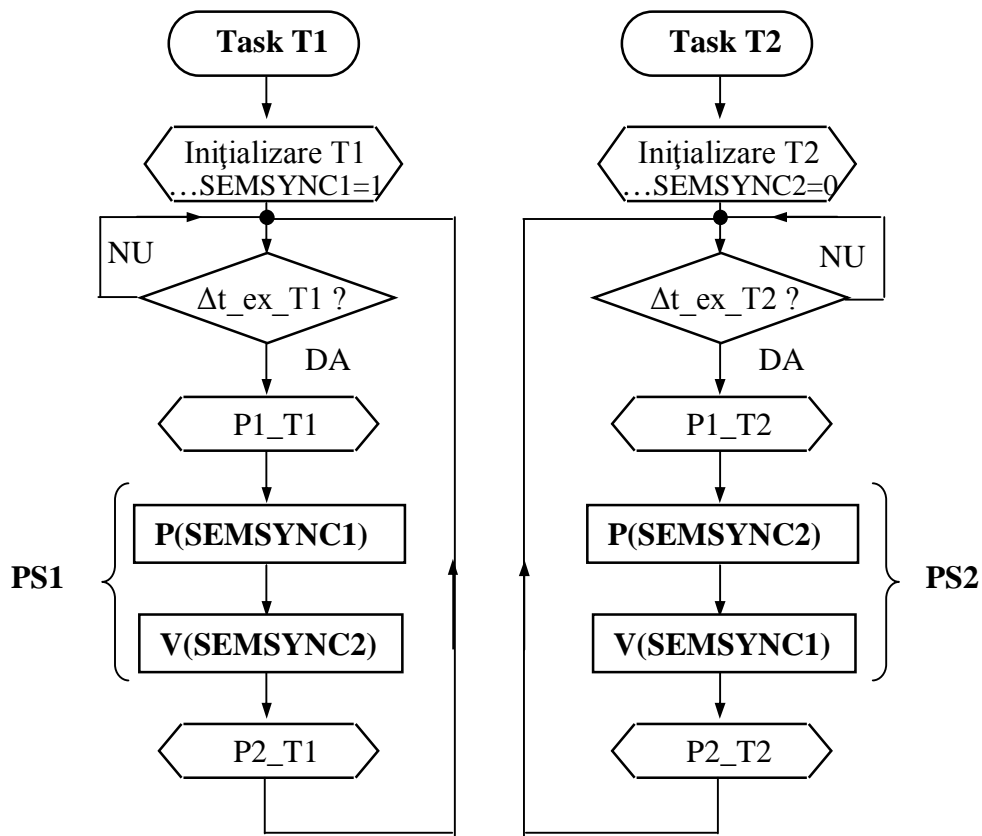 Task T1
Iniţializare T1
…SEMSYNC1=1
NU
Δt_ex_T1 ?
DA
P1_T1
PS1
P(SEMSYNC1)
V(SEMSYNC2)
P2_T1
Task T2
Iniţializare T2
…SEMSYNC2=0
NU
Δt_ex_T2 ?
DA
P1_T2
P(SEMSYNC2)
PS2
V(SEMSYNC1)
P2_T2